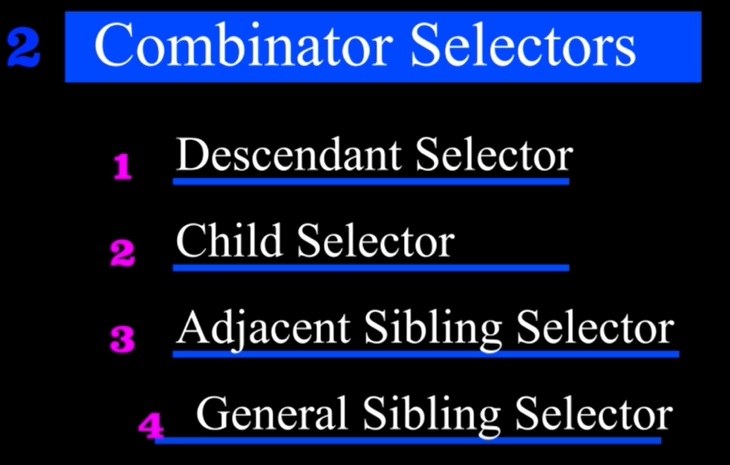 2 Combinator Selectors
1 Descendant Selector
2 Child Selector
3 Adjacent Sibling Selector
4 General Sibling Selector